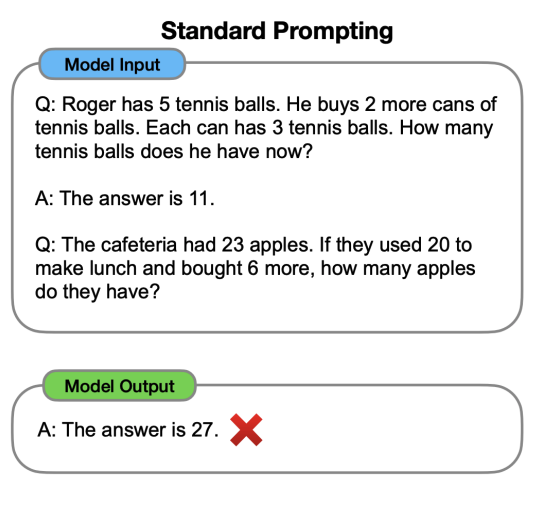 Standard Prompting
Model Input
Q: Roger has 5 tennis balls. He buys 2 more cans of
tennis balls. Each can has 3 tennis balls. How many
tennis balls does he have now?
A: The answer is 11.
Q: The cafeteria had 23 apples. If they used 20 to
make lunch and bought 6 more, how many apples
do they have?
Model Output
A: The answer is 27.